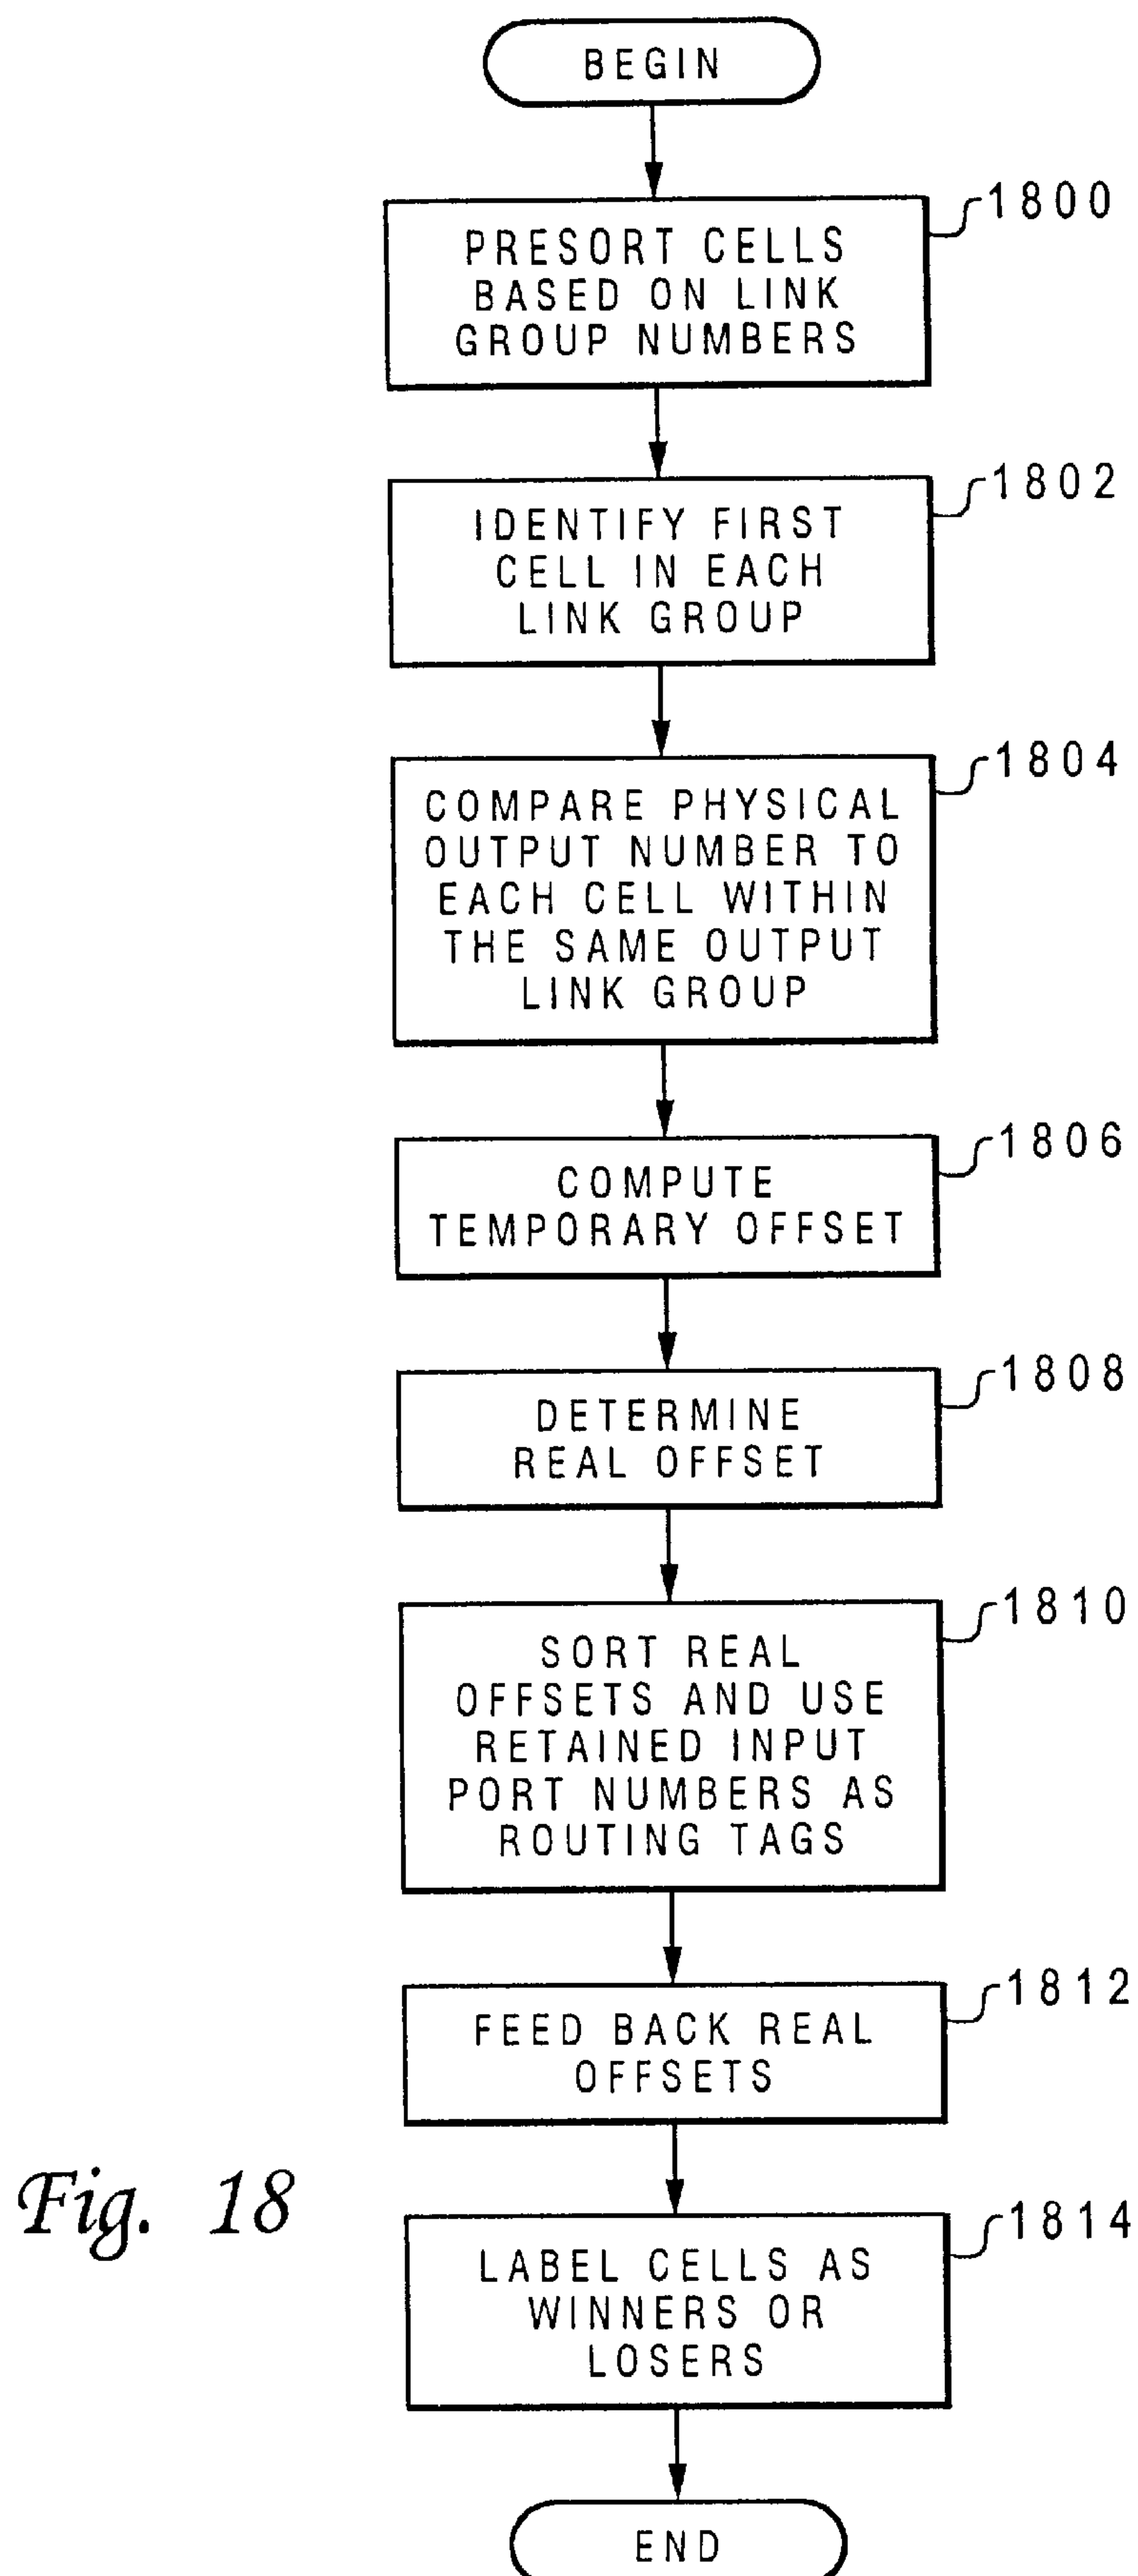 BEGIN
1800
PRESORT CELLS
BASED ON LINK
GROUP NUMBERS
1802
IDENTIFY FIRST
CELL IN EACH
LINK GROUP
1804
COMPARE PHYSICAL
OUTPUT NUMBER TO
EACH CELL WITHIN
THE SAME OUTPUT
LINK GROUP
1806
COMPUTE
TEMPORARY OFFSET
1808
DETERMINE
REAL OFFSET
1810
SORT REAL
OFFSETS AND USE
RETAINED INPUT
PORT NUMBERS AS
ROUTING TAGS
1812
FEED BACK REAL
OFFSETS
Fig. 18
1814
LABEL CELLS AS
WINNERS OR
LOSERS
END